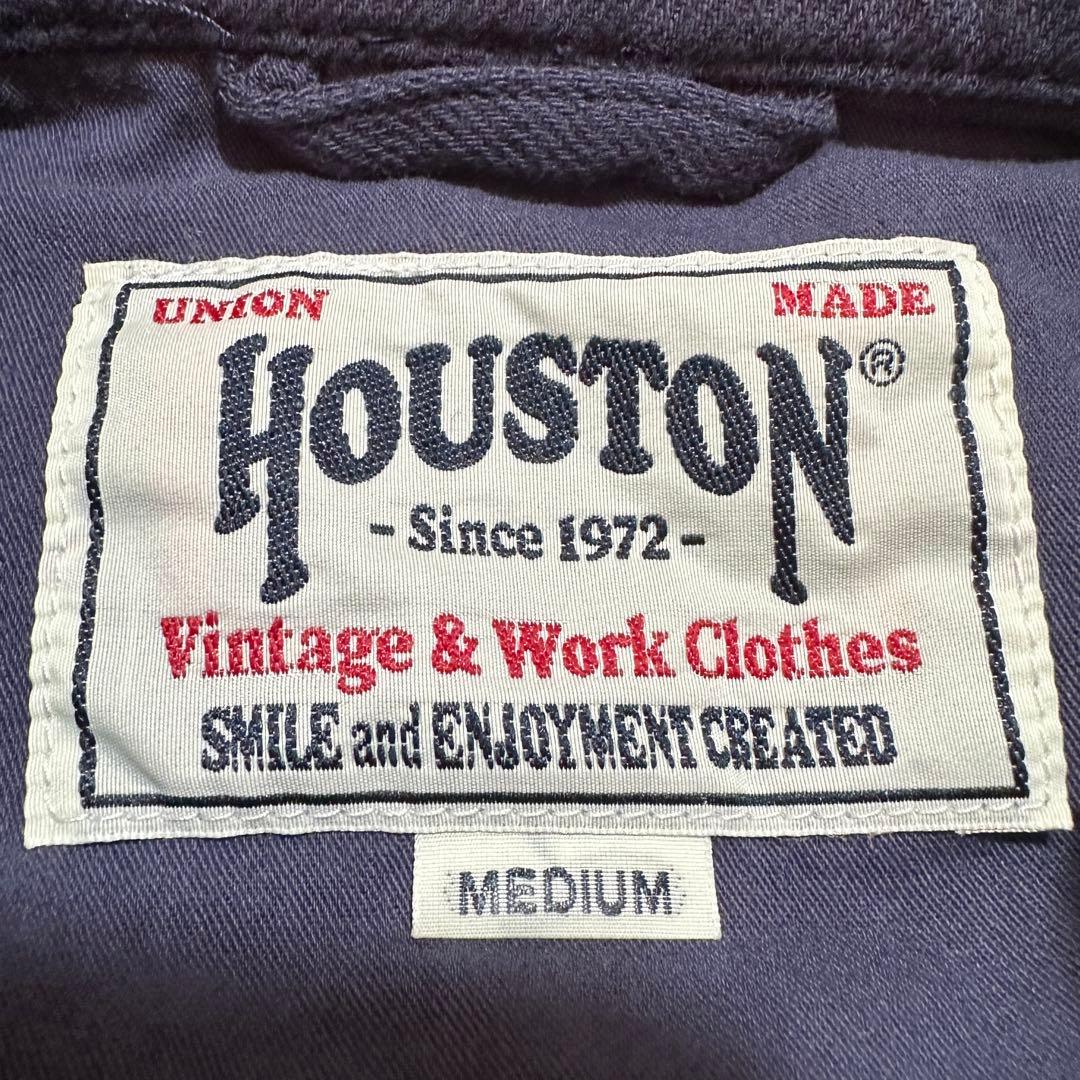 UNION MADE
HOUSTON®
- Since 1972 -
Vintage & Work Clothes
SMILE and ENJOYMENT CREATED
MEDIUM